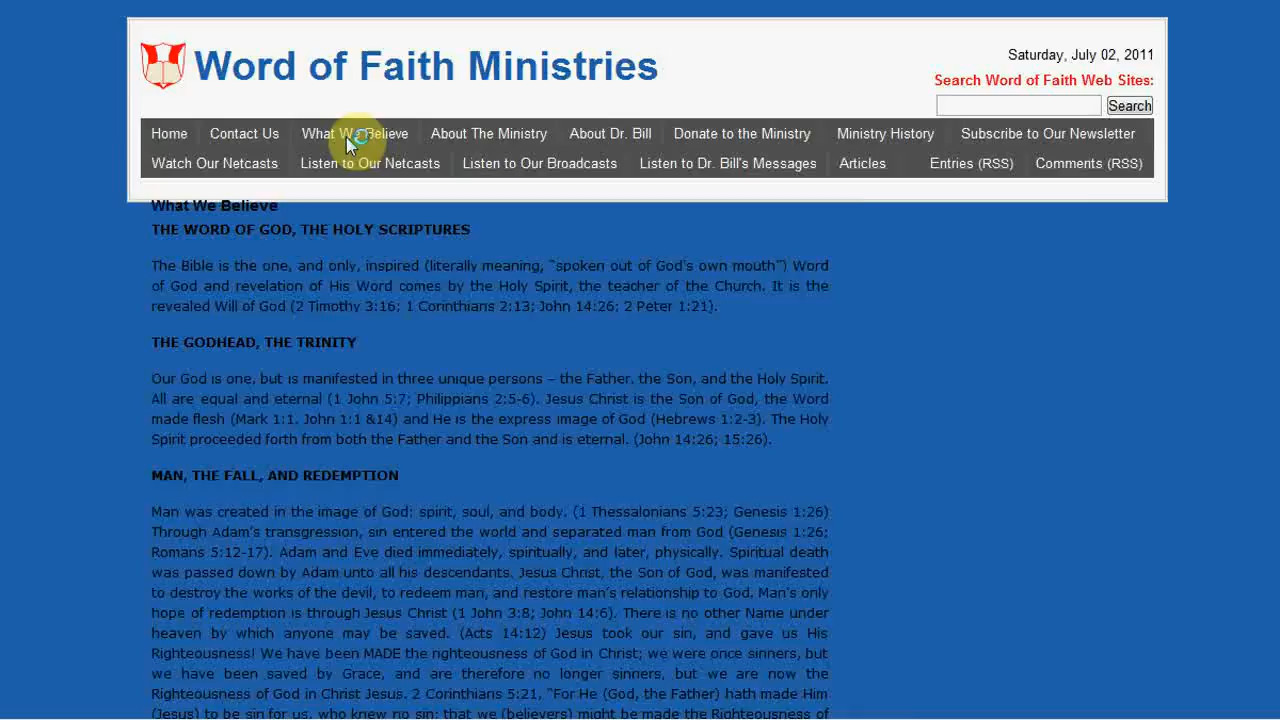 Word of Faith Ministries
Saturday, July 02, 2011
Search Word of Faith Web Sites:
Search
Home Contact Us What We Believe About The Ministry About Dr. Bill Donate to the Ministry Ministry History Subscribe to Our Newsletter
Watch Our Netcasts Listen to Our Netcasts Listen to Our Broadcasts Listen to Dr. Bill's Messages Articles Entries (RSS) Comments (RSS)
What We Believe
THE WORD OF GOD, THE HOLY SCRIPTURES
The Bible is the one, and only, inspired (literally meaning, “spoken out of God’s own mouth”) Word
of God and revelation of His Word comes by the Holy Spirit, the teacher of the Church. It is the
revealed Will of God (2 Timothy 3:16; 1 Corinthians 2:13; John 14:26; 2 Peter 1:21).
THE GODHEAD, THE TRINITY
Our God is one, but is manifested in three unique persons – the Father, the Son, and the Holy Spirit.
All are equal and eternal (1 John 5:7; Philippians 2:5-6). Jesus Christ is the Son of God, the Word
made flesh (Mark 1:1. John 1:1 &14) and He is the express image of God (Hebrews 1:2-3). The Holy
Spirit proceeded forth from both the Father and the Son and is eternal. (John 14:26; 15:26).
MAN, THE FALL, AND REDEMPTION
Man was created in the image of God: spirit, soul, and body. (1 Thessalonians 5:23; Genesis 1:26)
Through Adam’s transgression, sin entered the world and separated man from God (Genesis 1:26;
Romans 5:12-17). Adam and Eve died immediately, spiritually, and later, physically. Spiritual death
was passed down by Adam unto all his descendants. Jesus Christ, the Son of God, was manifested
to destroy the works of the devil, to redeem man, and restore man’s relationship to God. Man’s only
hope of redemption is through Jesus Christ (1 John 3:8; John 14:6). There is no other Name under
heaven by which anyone may be saved. (Acts 14:12) Jesus took our sin, and gave us His
Righteousness! We have been MADE the righteousness of God in Christ; we were once sinners, but
we have been saved by Grace, and are therefore no longer sinners, but we are now the
Righteousness of God in Christ Jesus. 2 Corinthians 5:21, “For He (God, the Father) hath made Him
(Jesus) to be sin for us, who knew no sin; that we (believers) might be made the Righteousness of